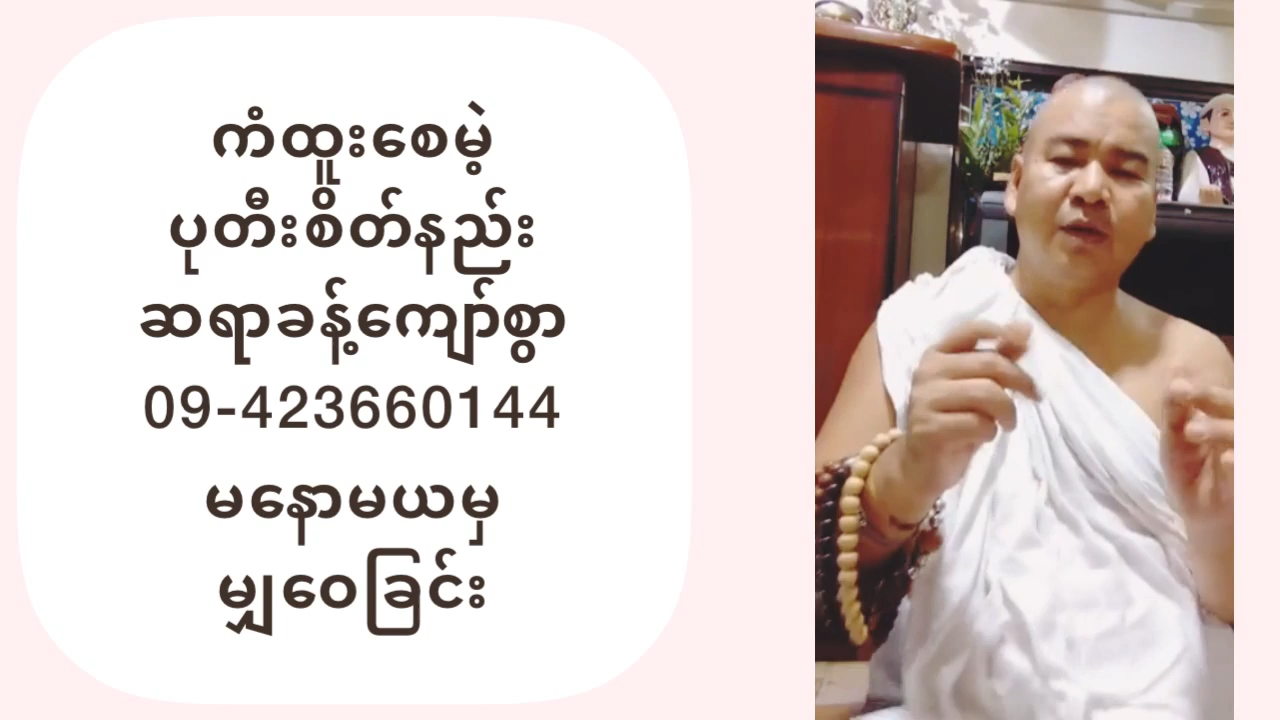 ကံထူးစေမဲ့
ပုတီးစိတ်နည်း
ဆရာခန့်ကျော်စွာ
09-423660144
မနောမယမှ
မျှဝေခြင်း